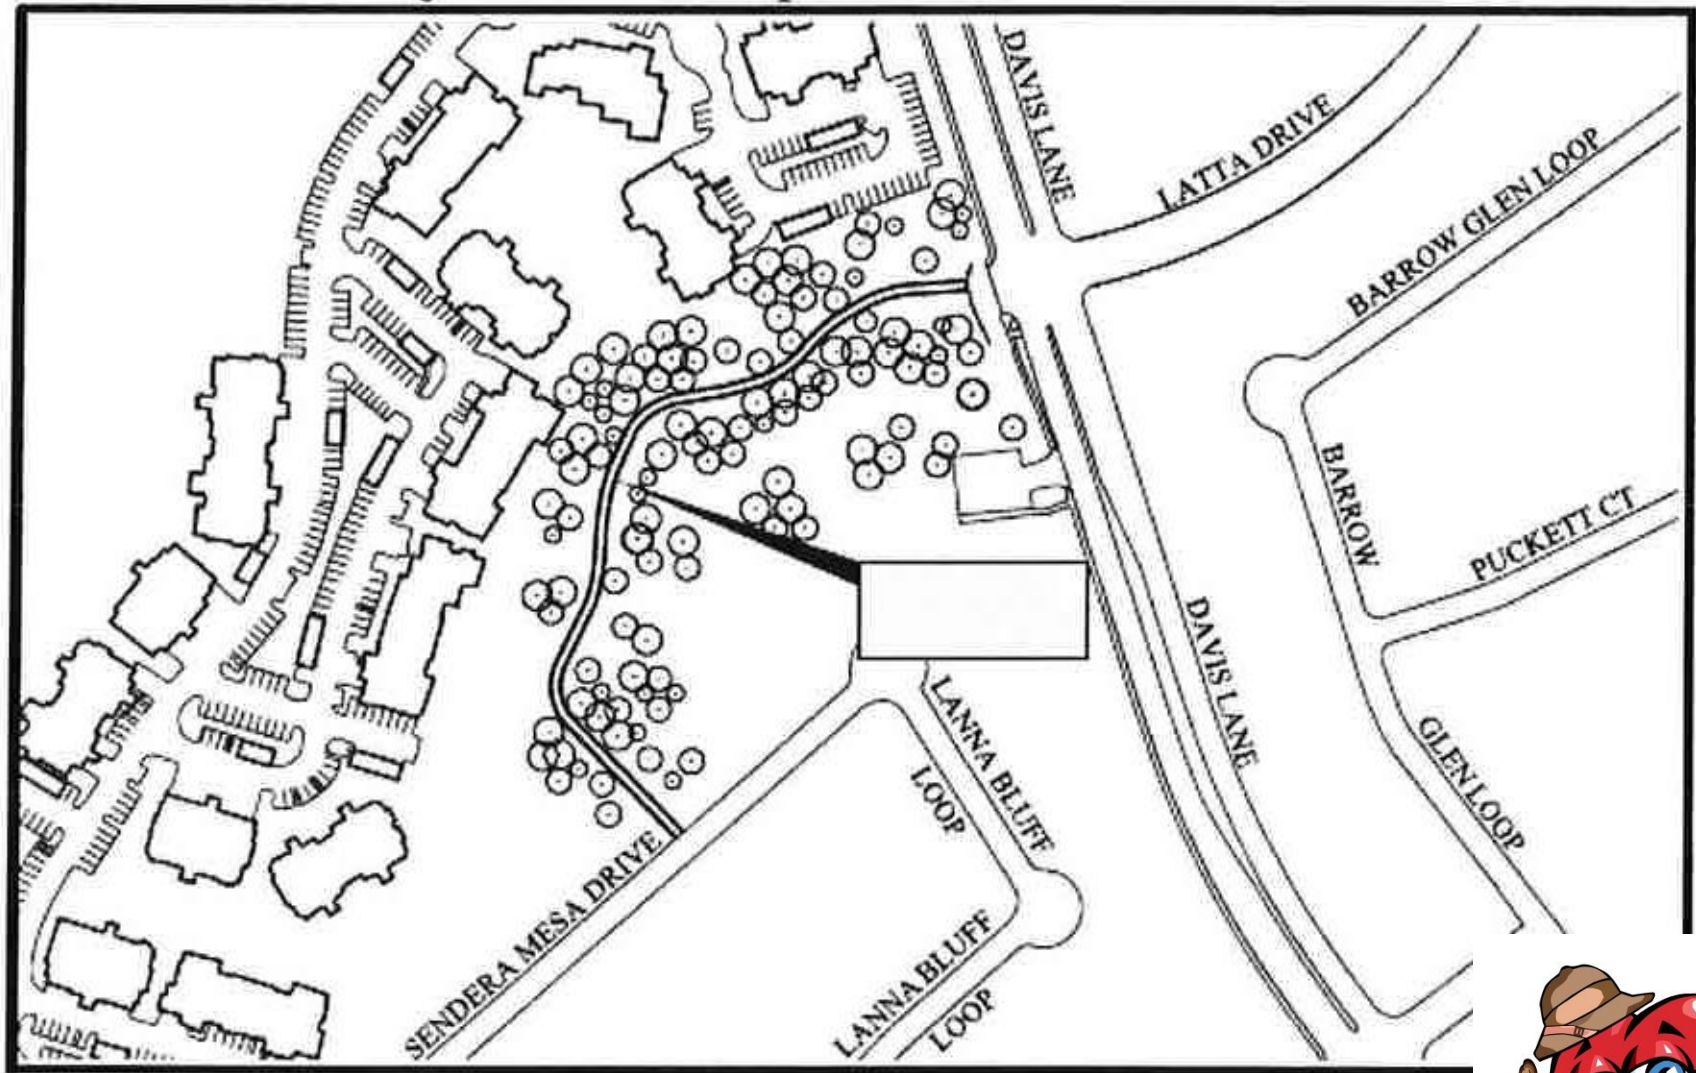 DAVIS LANE
LATTA DRIVE
BARROW GLEN LOOP
BARROW
PUCKETT CT
DAVIS LANE
GLEN LOOP
LANNA BLUFF
LOOP
SENDERA MESA DRIVE
LANNA BLUFF
LOOP